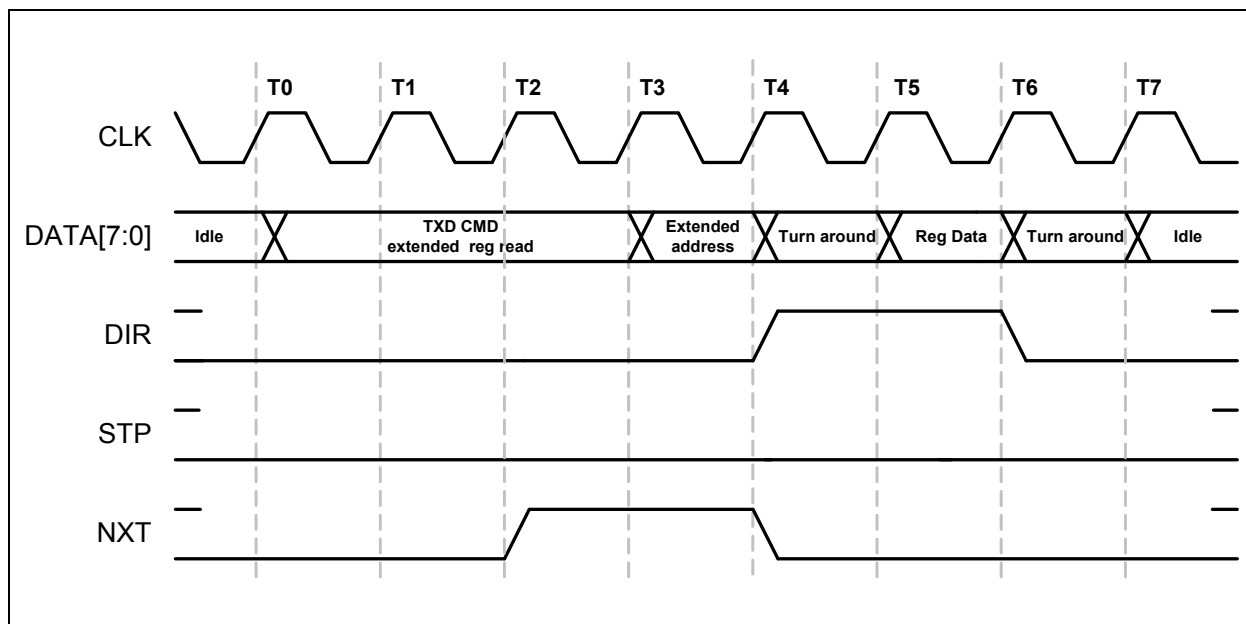 T0 T1 T2 T3 T4 T5 T6 T7
CLK
DATA[7:0]
Idle
TXD CMD
extended reg read
Extended
address
Turn around
Reg Data
Turn around
Idle
DIR
STP
NXT